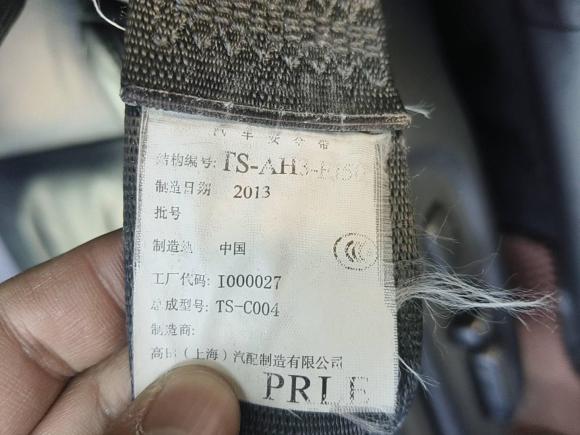 汽车安全带
结构编号: TS-AH3-
制造日期 2013
批号
制造地 中国
工厂代码: I000027
总成型号: TS-C004
制造商:
高田(上海)汽配制造有限公司